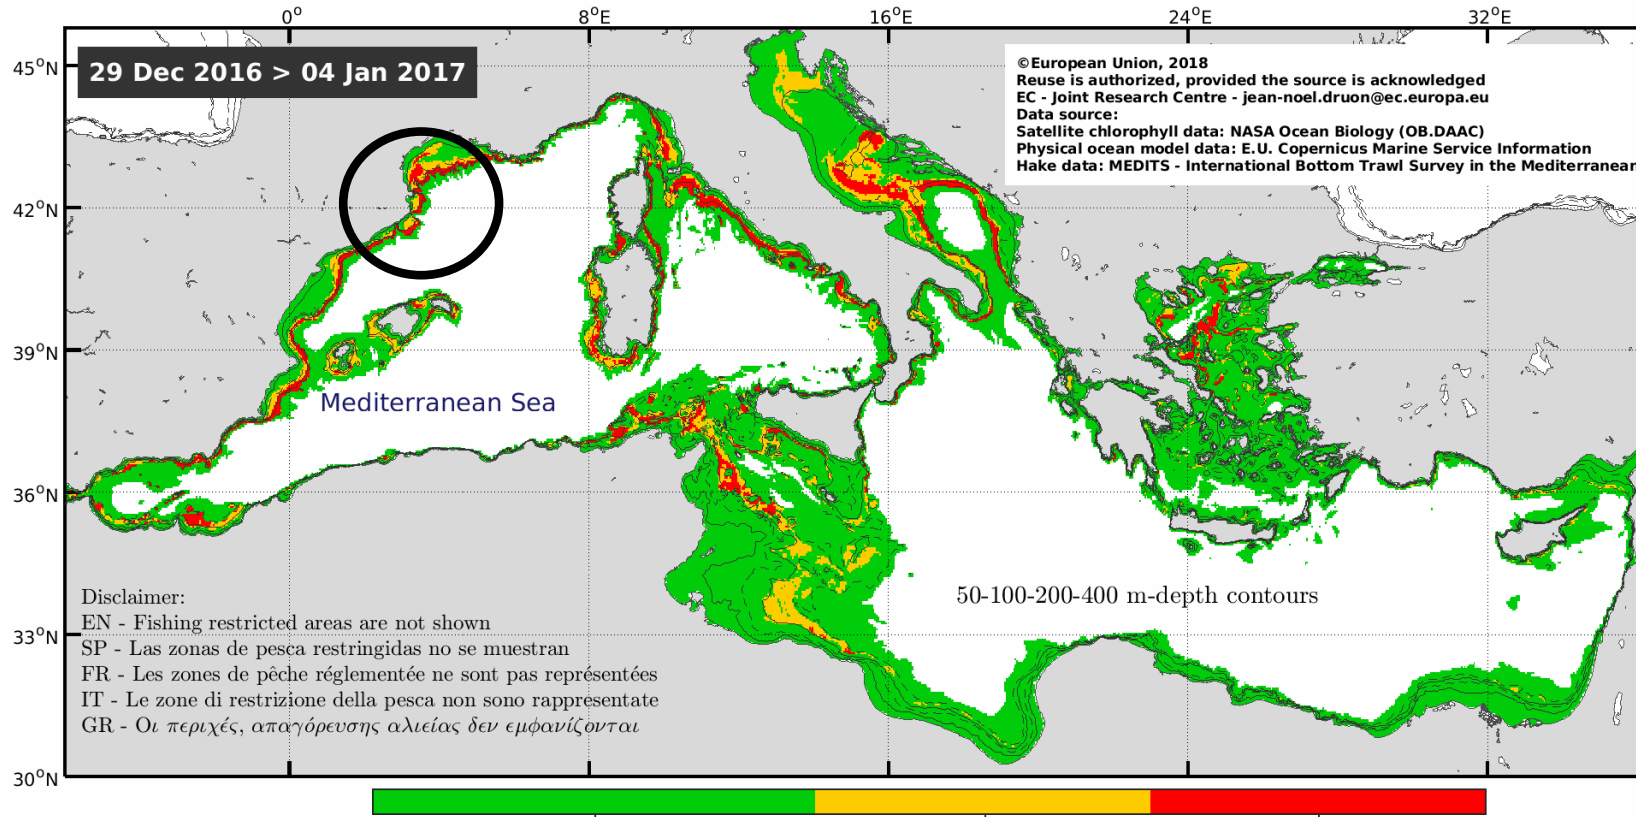 0°
8°E
16°E
24°E
32°E
45°N
42°N
39°N
36°N
33°N
30°N
29 Dec 2016 > 04 Jan 2017
©European Union, 2018
Reuse is authorized, provided the source is acknowledged
EC - Joint Research Centre - jean-noel.druon@ec.europa.eu
Data source:
Satellite chlorophyll data: NASA Ocean Biology (OB.DAAC)
Physical ocean model data: E.U. Copernicus Marine Service Information
Hake data: MEDITS - International Bottom Trawl Survey in the Mediterranean
Mediterranean Sea
50-100-200-400 m-depth contours
Disclaimer:
EN - Fishing restricted areas are not shown
SP - Las zonas de pesca restringidas no se muestran
FR - Les zones de pêche réglementée ne sont pas représentées
IT - Le zone di restrizione della pesca non sono rappresentate
GR - Οι περιχές, απαγόρευσης αλιείας δεν εμφανίζονται